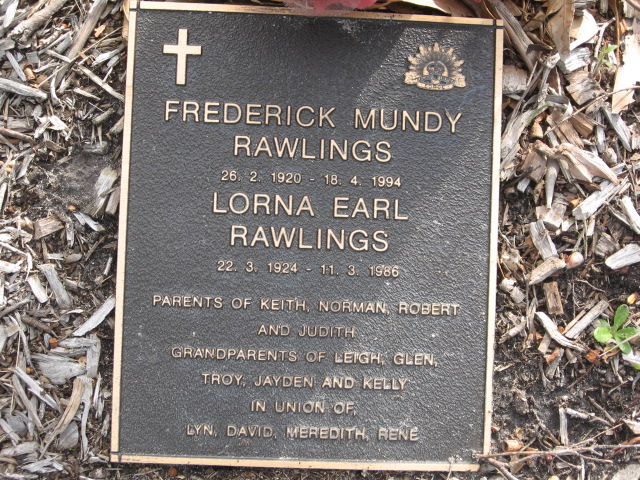 FREDERICK MUNDY
RAWLINGS
26. 2. 1920 - 18. 4. 1994
LORNA EARL
RAWLINGS
22. 3. 1924 - 11. 3. 1986
PARENTS OF KEITH, NORMAN, ROBERT
AND JUDITH
GRANDPARENTS OF LEIGH, GLEN,
TROY, JAYDEN AND KELLY
IN UNION OF,
LYN, DAVID, MEREDITH, RENE